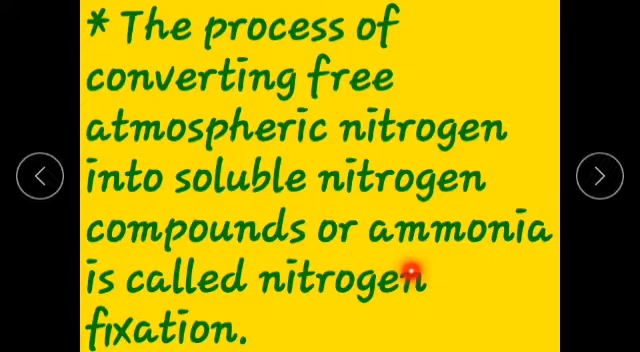 * The process of
converting free
atmospheric nitrogen
into soluble nitrogen
compounds or ammonia
is called nitrogen
fixation.